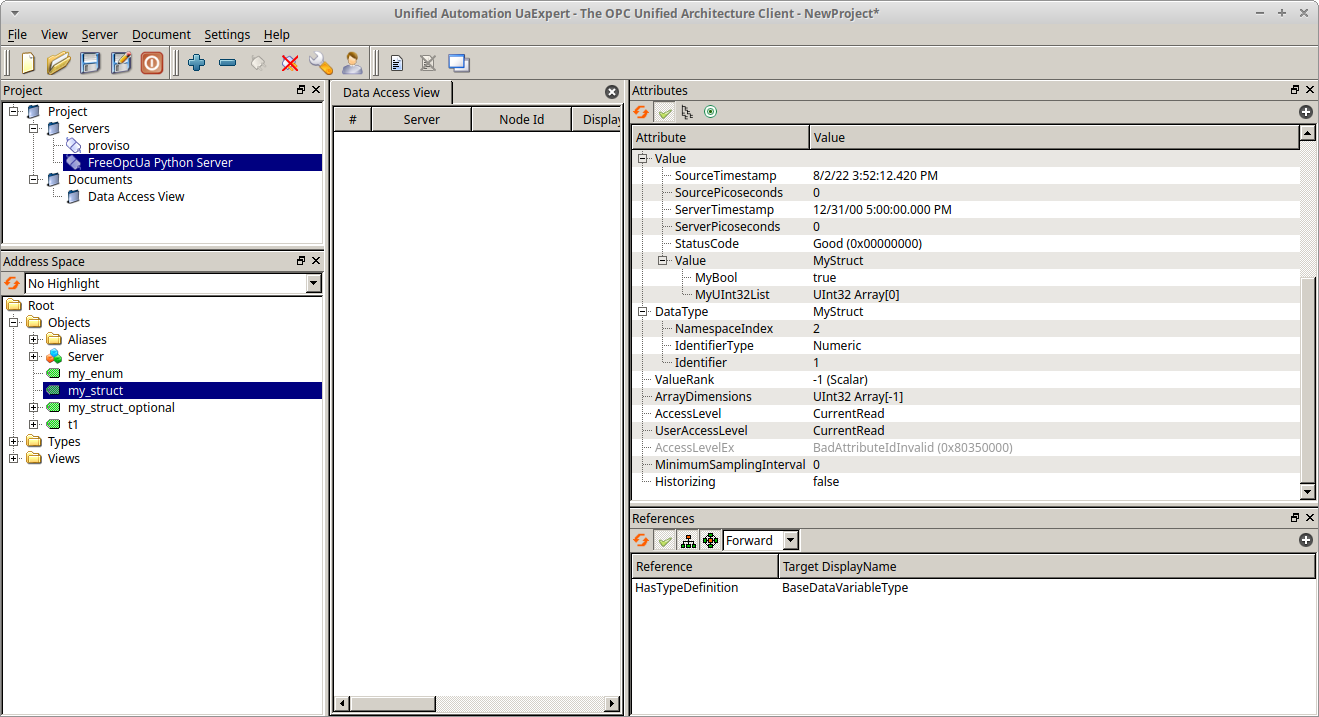 Unified Automation UaExpert - The OPC Unified Architecture Client - NewProject*
File View Server Document Settings Help
Project
Project
Servers
proviso
FreeOpcUa Python Server
Documents
Data Access View
Address Space
No Highlight
Root
Objects
Aliases
Server
my_enum
my_struct
my_struct_optional
t1
Types
Views
Data Access View
# Server Node Id Display
Attributes
Attribute Value
Value
SourceTimestamp 8/2/22 3:52:12.420 PM
SourcePicoseconds 0
ServerTimestamp 12/31/00 5:00:00.000 PM
ServerPicoseconds 0
StatusCode Good (0x00000000)
Value MyStruct
MyBool true
MyUInt32List UInt32 Array[0]
DataType MyStruct
NamespaceIndex 2
IdentifierType Numeric
Identifier 1
ValueRank -1 (Scalar)
ArrayDimensions UInt32 Array[-1]
AccessLevel CurrentRead
UserAccessLevel CurrentRead
AccessLevelEx BadAttributeIdInvalid (0x80350000)
MinimumSamplingInterval 0
Historizing false
References
Forward
Reference Target DisplayName
HasTypeDefinition BaseDataVariableType